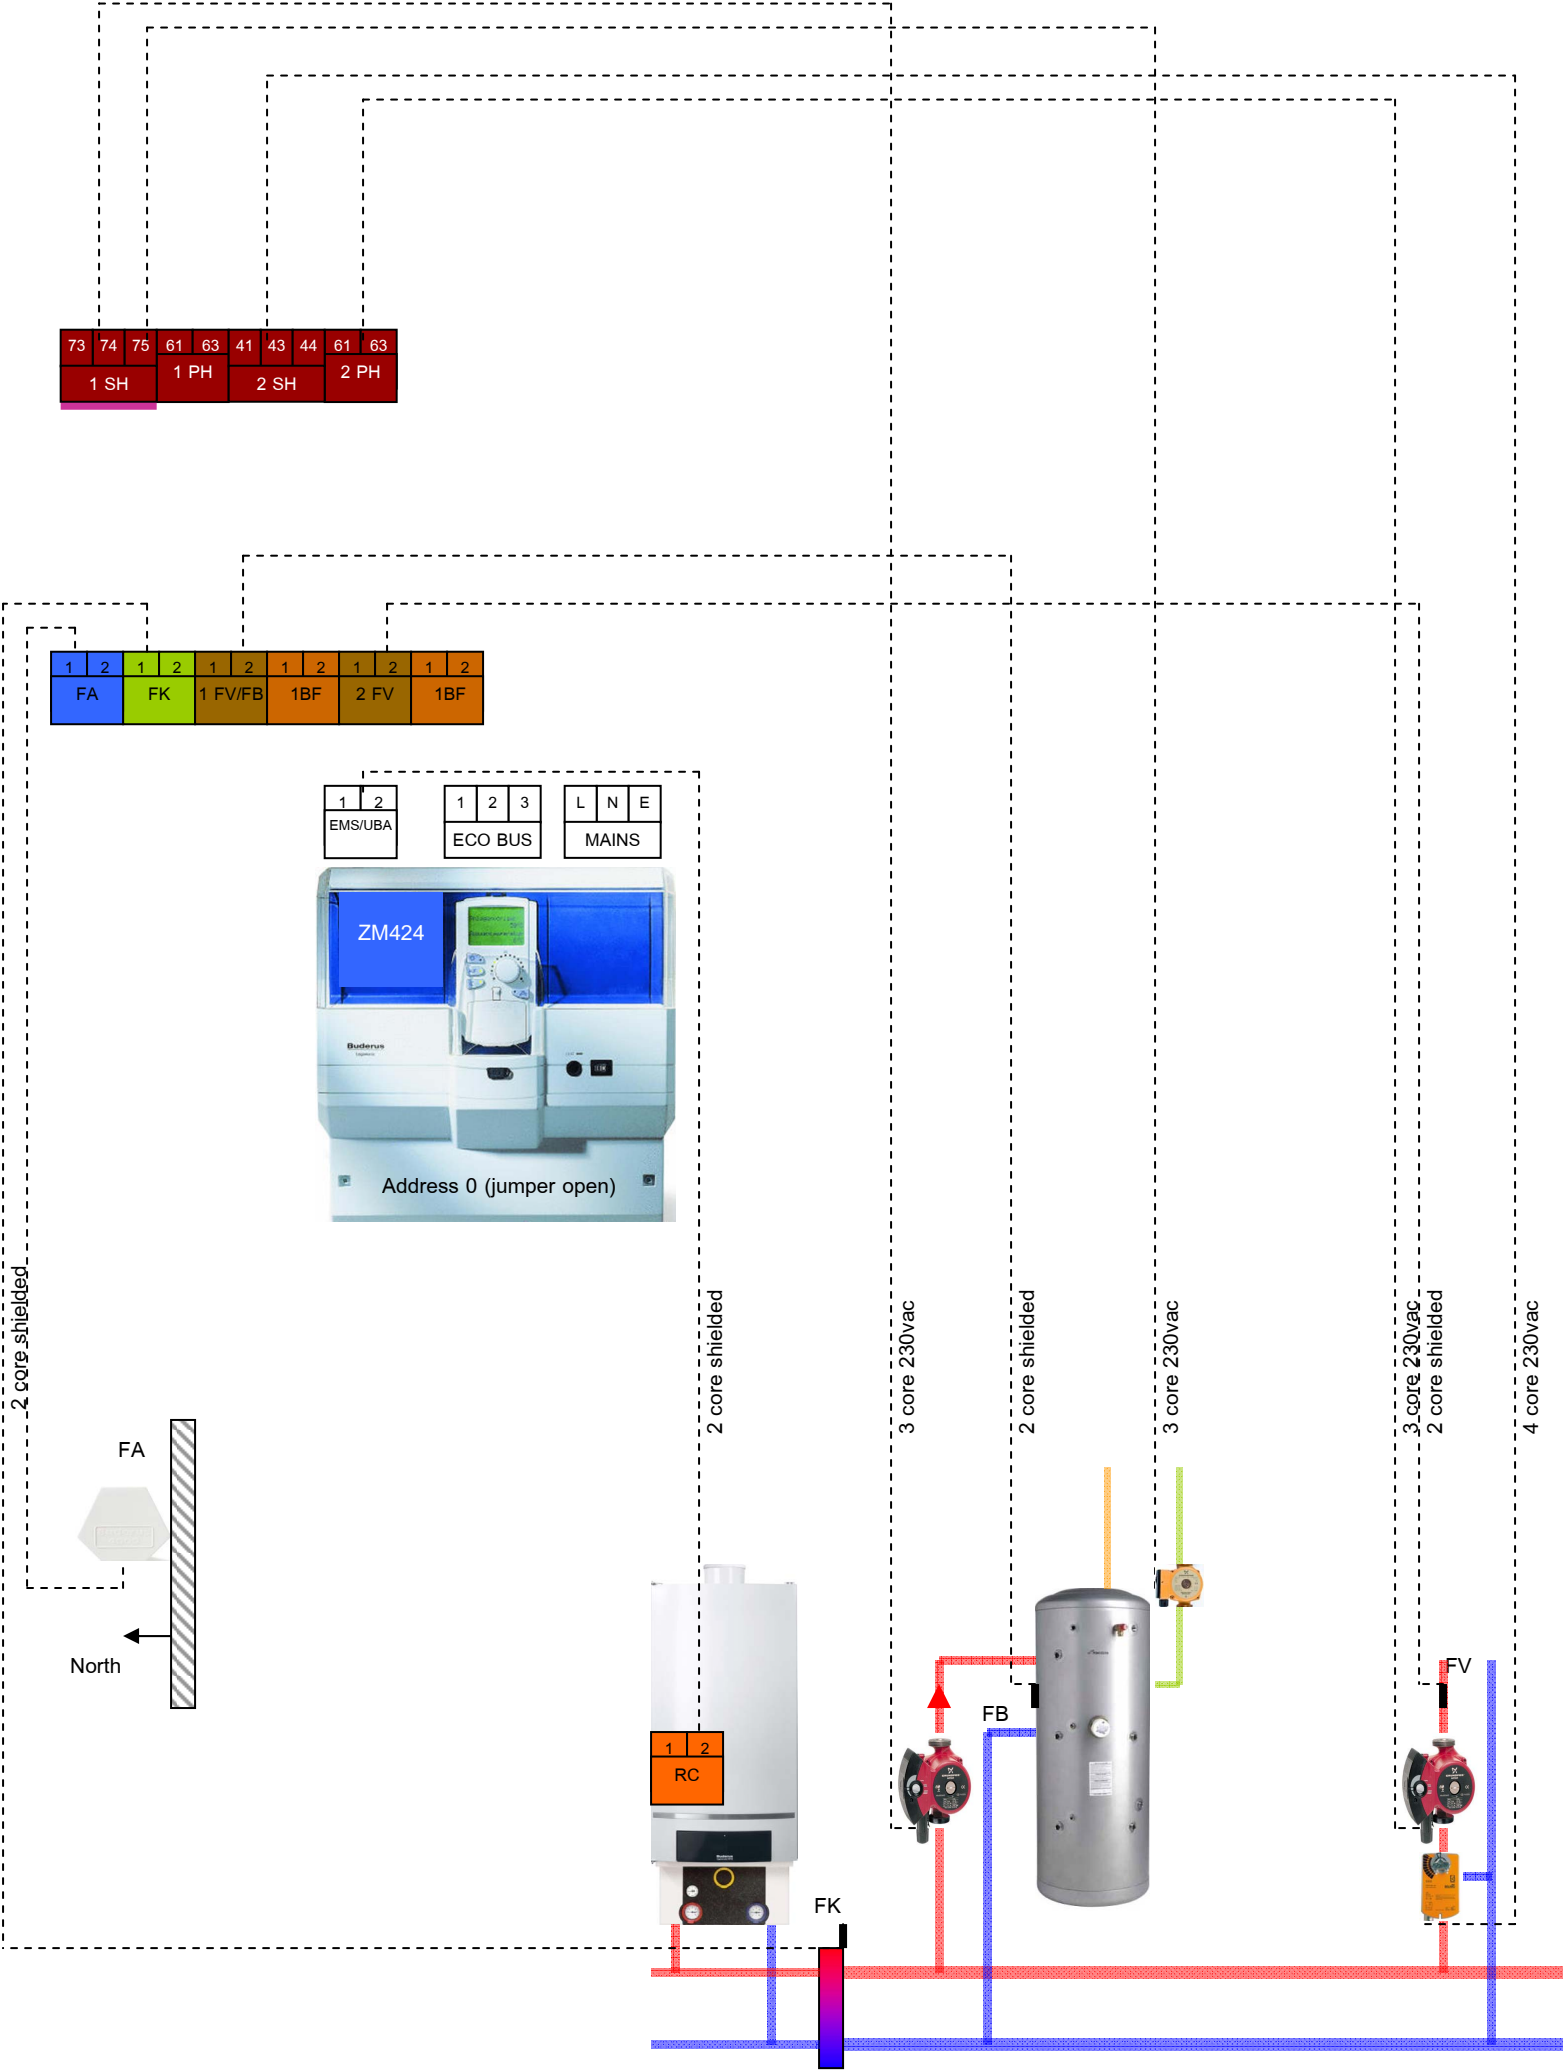 73 74 75 61 63 41 43 44 61 63
1 SH 1 PH 2 SH 2 PH
1 2 1 2 1 2 1 2 1 2 1 2
FA FK 1 FV/FB 1BF 2 FV 1BF
1 2 1 2 3 L N E
EMS/UBA ECO BUS MAINS
ZM424
Buderus
Address 0 (jumper open)
2 core shielded
2 core shielded
3 core 230vac
2 core shielded
3 core 230vac
3 core 230vac
2 core shielded
4 core 230vac
FA
North
FV
FB
1 2
RC
Buderus
FK